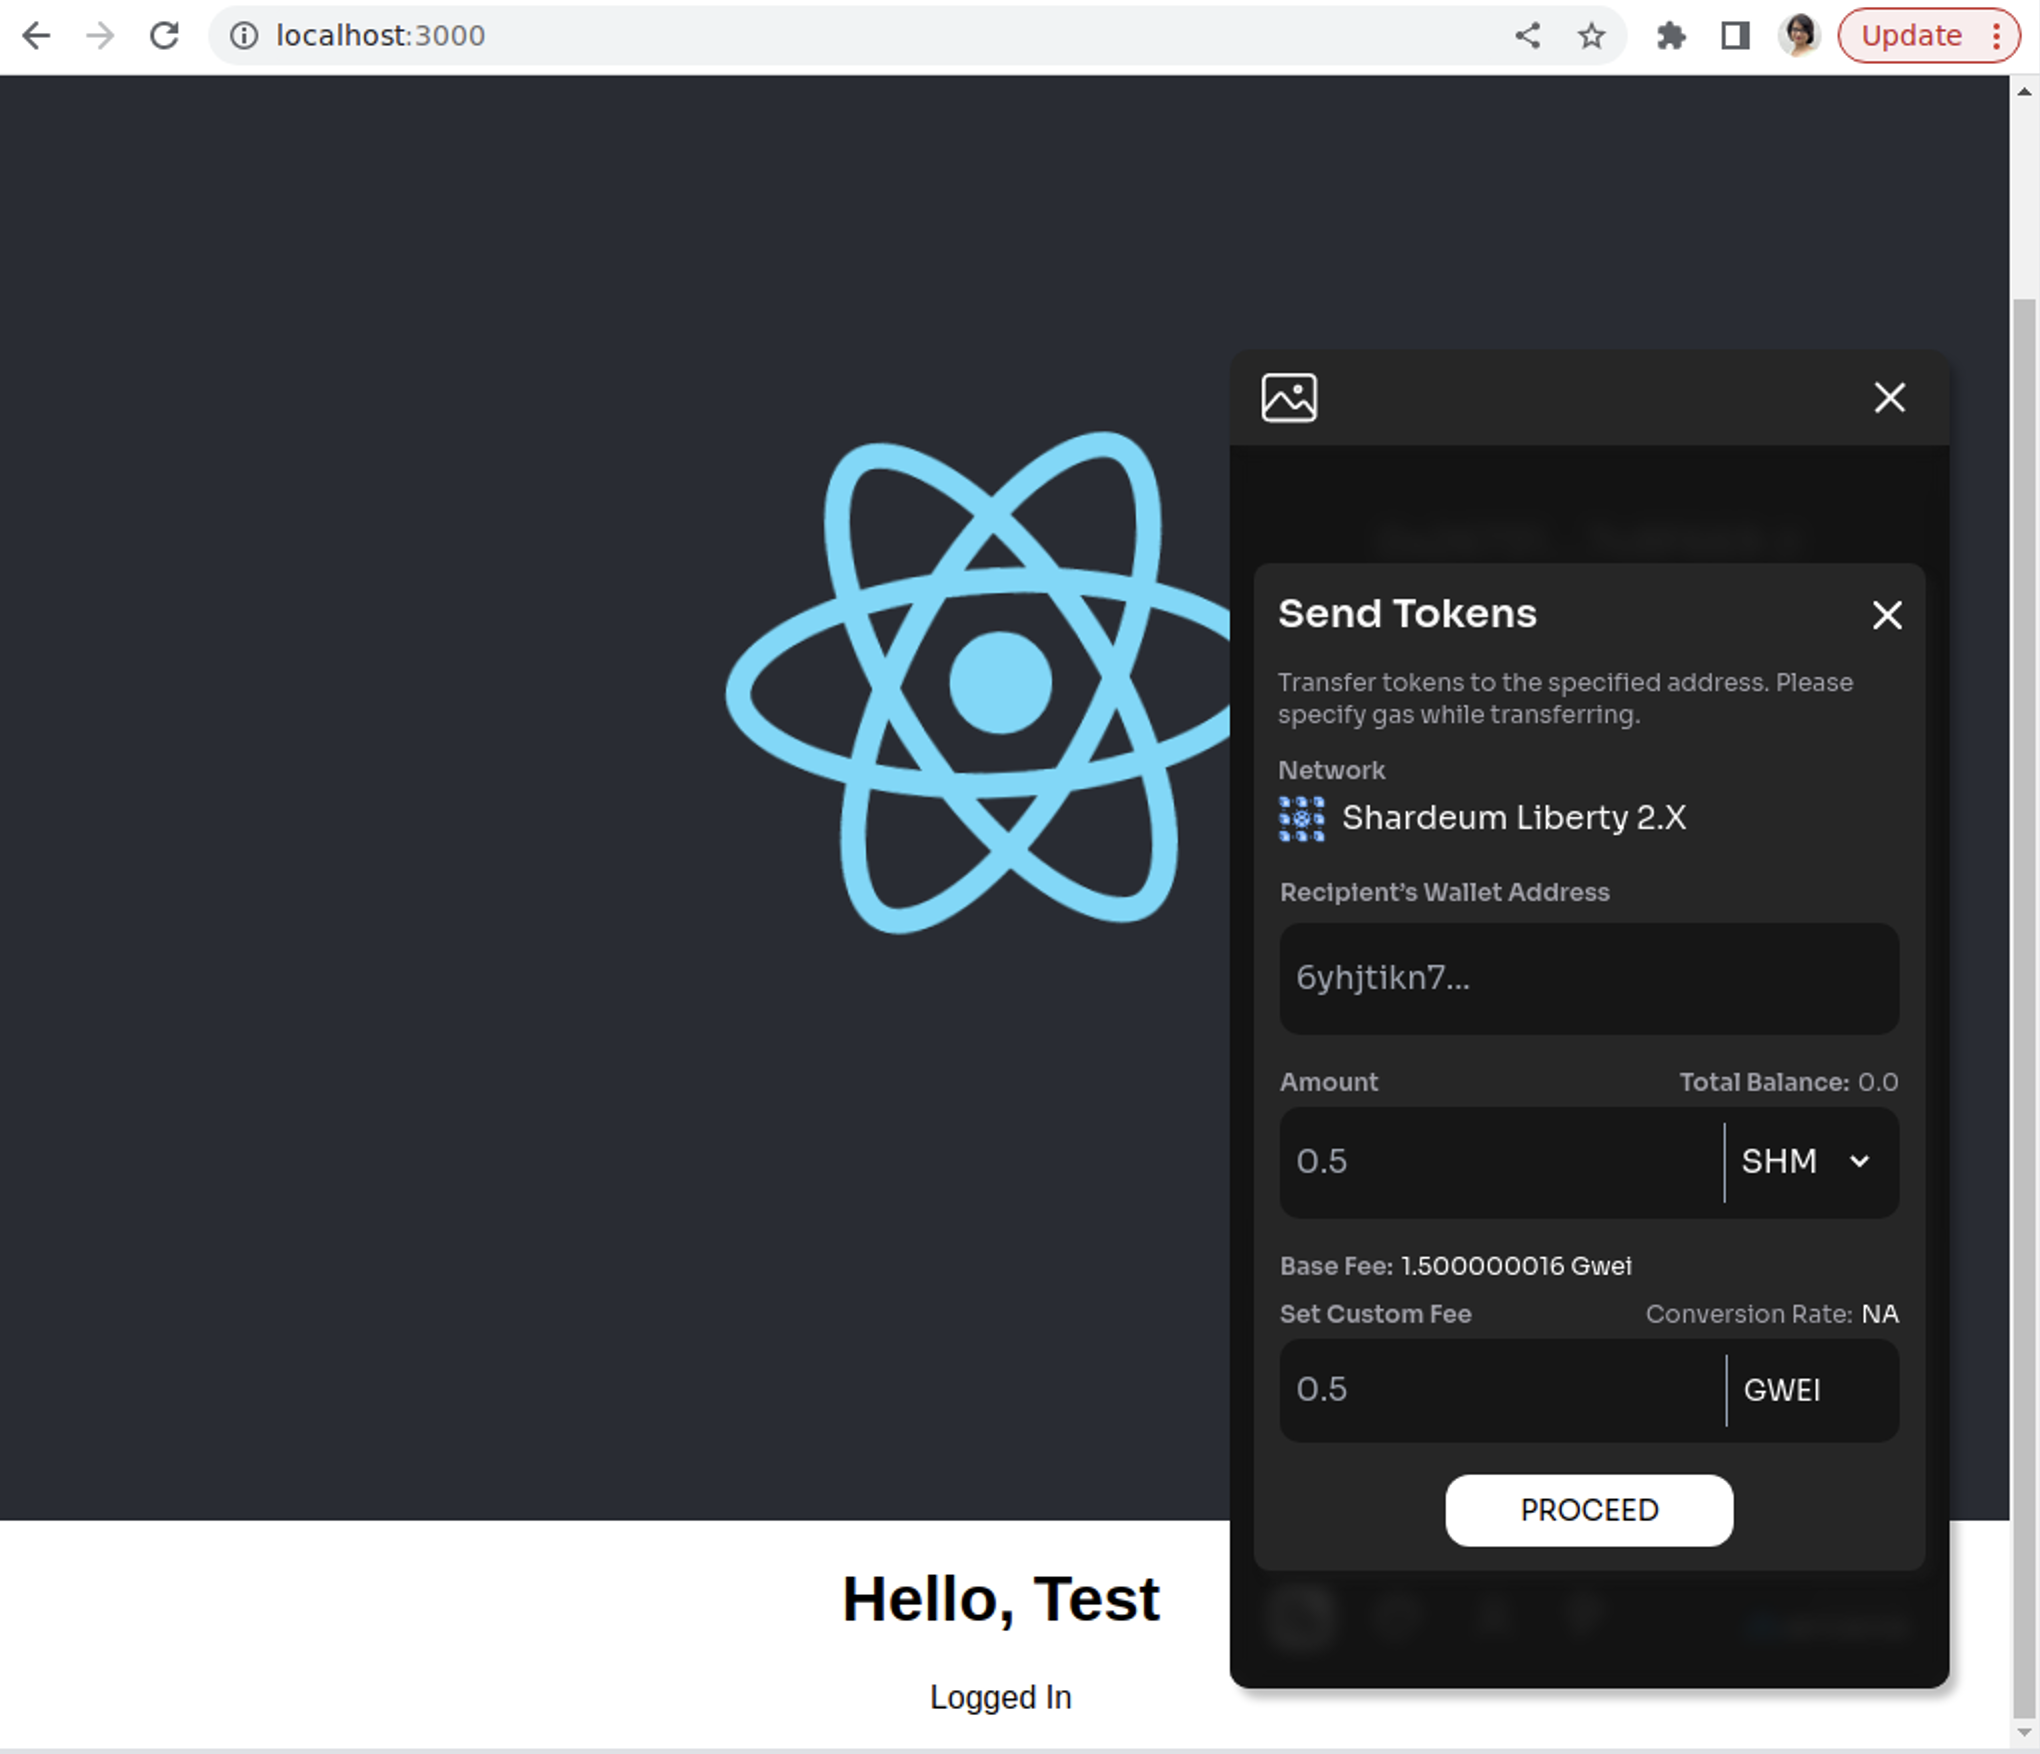 localhost:3000
Update
Send Tokens
Transfer tokens to the specified address. Please
specify gas while transferring.
Network
Shardeum Liberty 2.X
Recipient’s Wallet Address
6yhjtikn7...
Amount Total Balance: 0.0
0.5 SHM
Base Fee: 1.500000016 Gwei
Set Custom Fee Conversion Rate: NA
0.5 GWEI
PROCEED
Hello, Test
Logged In